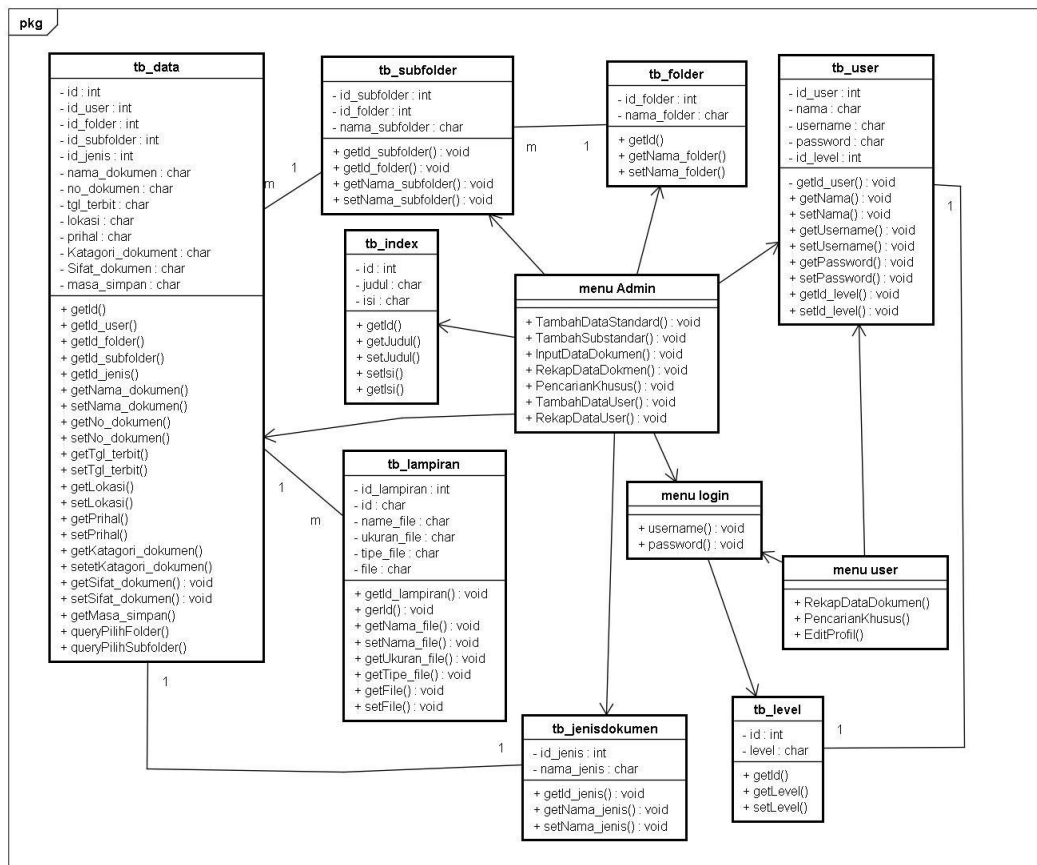 pkg
tb_data
- id : int
- id_user : int
- id_folder : int
- id_subfolder : int
- id_jenis : int
- nama_dokumen : char
- no_dokumen : char
- tgl_terbit : char
- lokasi : char
- prihal : char
- Katagori_dokument : char
- Sifat_dokumen : char
- masa_simpan : char
+ getId()
+ getId_user()
+ getId_folder()
+ getId_subfolder()
+ getId_jenis()
+ getNama_dokumen()
+ setNama_dokumen()
+ getNo_dokumen()
+ setNo_dokumen()
+ getTgl_terbit()
+ setTgl_terbit()
+ getLokasi()
+ setLokasi()
+ getPrihal()
+ setPrihal()
+ getKatagori_dokumen()
+ setetKatagori_dokumen()
+ getSifat_dokumen() : void
+ setSifat_dokumen() : void
+ getMasa_simpan()
+ queryPilihFolder()
+ queryPilihSubfolder()
tb_subfolder
- id_subfolder : int
- id_folder : int
- nama_subfolder : char
+ getId_subfolder() : void
+ getId_folder() : void
+ getNama_subfolder() : void
+ setNama_subfolder() : void
tb_folder
- id_folder : int
- nama_folder : char
+ getId()
+ getNama_folder()
+ setNama_folder()
tb_user
- id_user : int
- nama : char
- username : char
- password : char
- id_level : int
- getId_user() : void
+ getNama() : void
+ setNama() : void
+ getUsername() : void
+ setUsername() : void
+ getPassword() : void
+ setPassword() : void
+ getId_level() : void
+ setId_level() : void
m
1
m
1
1
tb_index
- id : int
- judul : char
- isi : char
+ getId()
+ getJudul()
+ setJudul()
+ setIsi()
+ getIsi()
menu Admin
+ TambahDataStandard() : void
+ TambahSubstandar() : void
+ InputDataDokumen() : void
+ RekapDataDokmen() : void
+ PencarianKhusus() : void
+ TambahDataUser() : void
+ RekapDataUser() : void
1
m
tb_lampiran
- id_lampiran : int
- id : char
- name_file : char
- ukuran_file : char
- tipe_file : char
- file : char
+ getId_lampiran() : void
+ gerId() : void
+ getNama_file() : void
+ setNama_file() : void
+ getUkuran_file() : void
+ getTipe_file() : void
+ getFile() : void
+ setFile() : void
menu login
+ username() : void
+ password() : void
menu user
+ RekapDataDokumen()
+ PencarianKhusus()
+ EditProfil()
1
1
tb_jenisdokumen
- id_jenis : int
- nama_jenis : char
+ getId_jenis() : void
+ getNama_jenis() : void
+ setNama_jenis() : void
tb_level
- id : int
- level : char
+ getId()
+ getLevel()
+ setLevel()
1